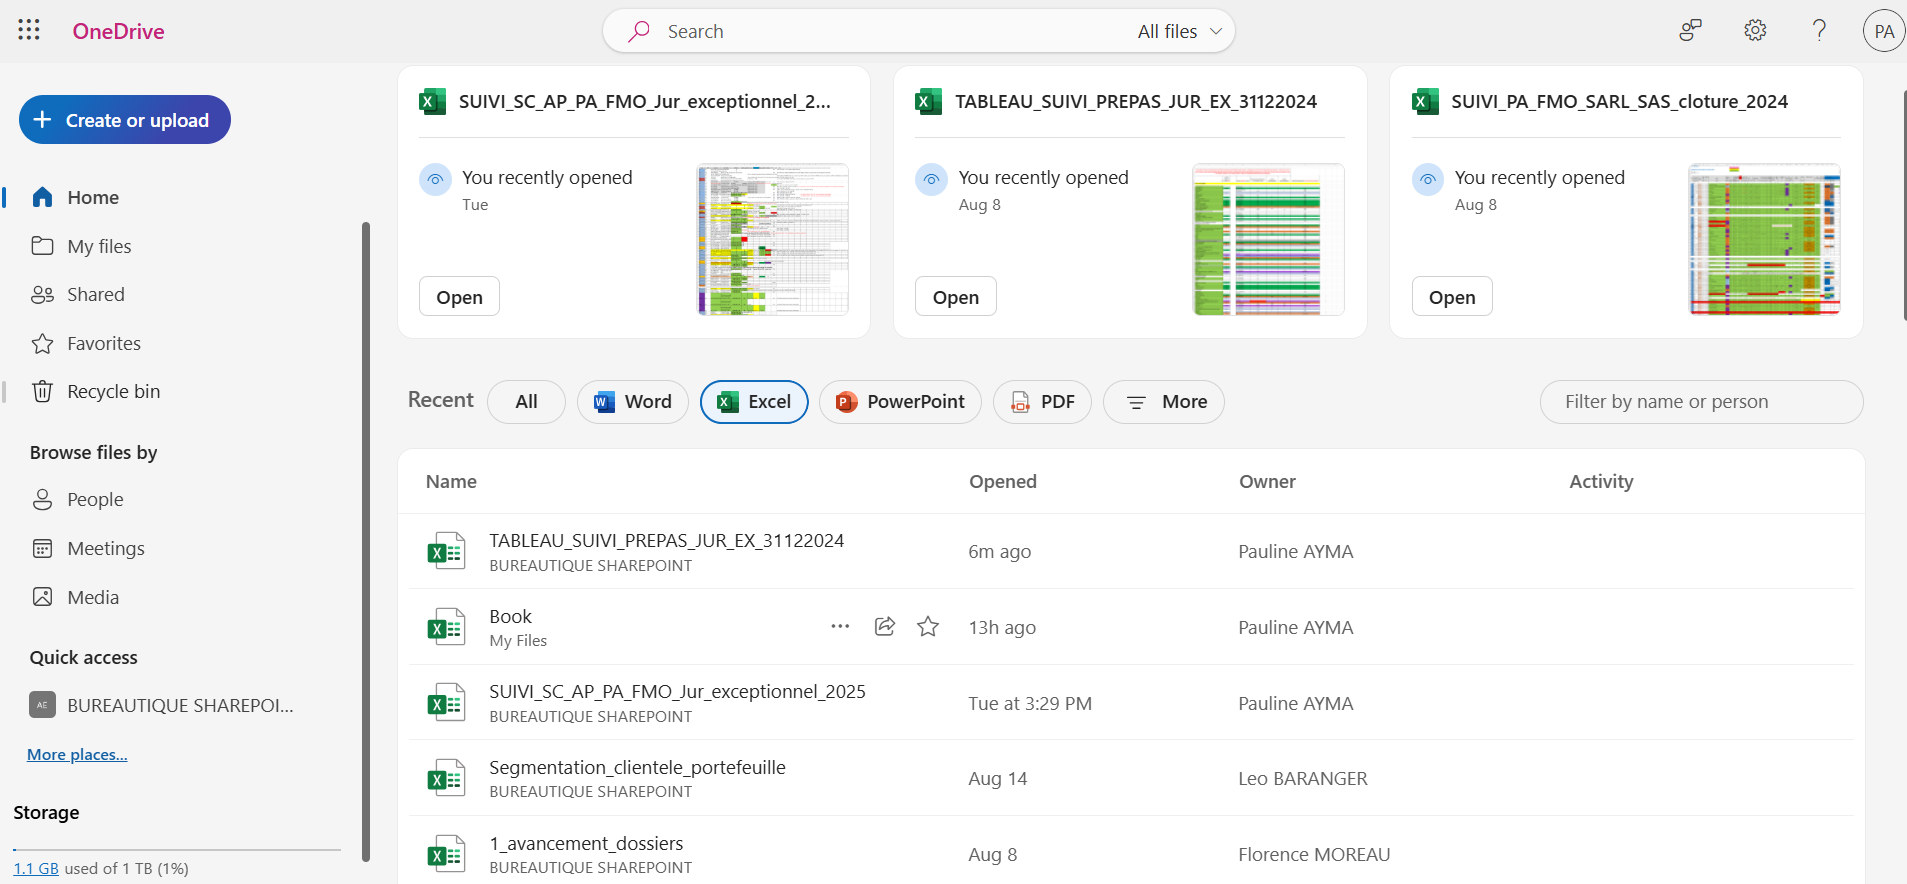 OneDrive
Search
All files
PA
Create or upload
Home
My files
Shared
Favorites
Recycle bin
Browse files by
People
Meetings
Media
Quick access
AE BUREAUTIQUE SHAREPOI...
More places...
Storage
1.1 GB used of 1 TB (1%)
SUIVI_SC_AP_PA_FMO_Jur_exceptionnel_2...
You recently opened
Tue
Open
TABLEAU_SUIVI_PREPAS_JUR_EX_31122024
You recently opened
Aug 8
Open
SUIVI_PA_FMO_SARL_SAS_cloture_2024
You recently opened
Aug 8
Open
Recent All Word Excel PowerPoint PDF More
Filter by name or person
Name Opened Owner Activity
TABLEAU_SUIVI_PREPAS_JUR_EX_31122024
BUREAUTIQUE SHAREPOINT
6m ago
Pauline AYMA
Book
My Files
13h ago
Pauline AYMA
SUIVI_SC_AP_PA_FMO_Jur_exceptionnel_2025
BUREAUTIQUE SHAREPOINT
Tue at 3:29 PM
Pauline AYMA
Segmentation_clientele_portefeuille
BUREAUTIQUE SHAREPOINT
Aug 14
Leo BARANGER
1_avancement_dossiers
BUREAUTIQUE SHAREPOINT
Aug 8
Florence MOREAU